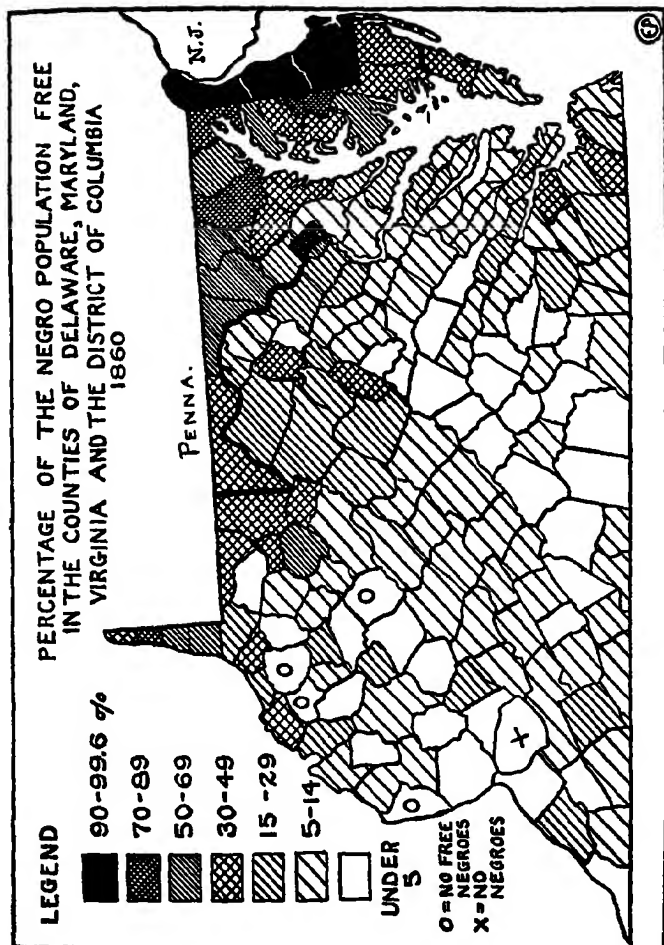 PERCENTAGE OF THE NEGRO POPULATION FREE
IN THE COUNTIES OF DELAWARE, MARYLAND,
VIRGINIA AND THE DISTRICT OF COLUMBIA
1860
PENNA.
N.J.
LEGEND
90-99.6 %
70-89
50-69
30-49
15-29
5-14
UNDER
5
O = NO FREE
NEGROES
X = NO
NEGROES
O
O
O
O
X
EP